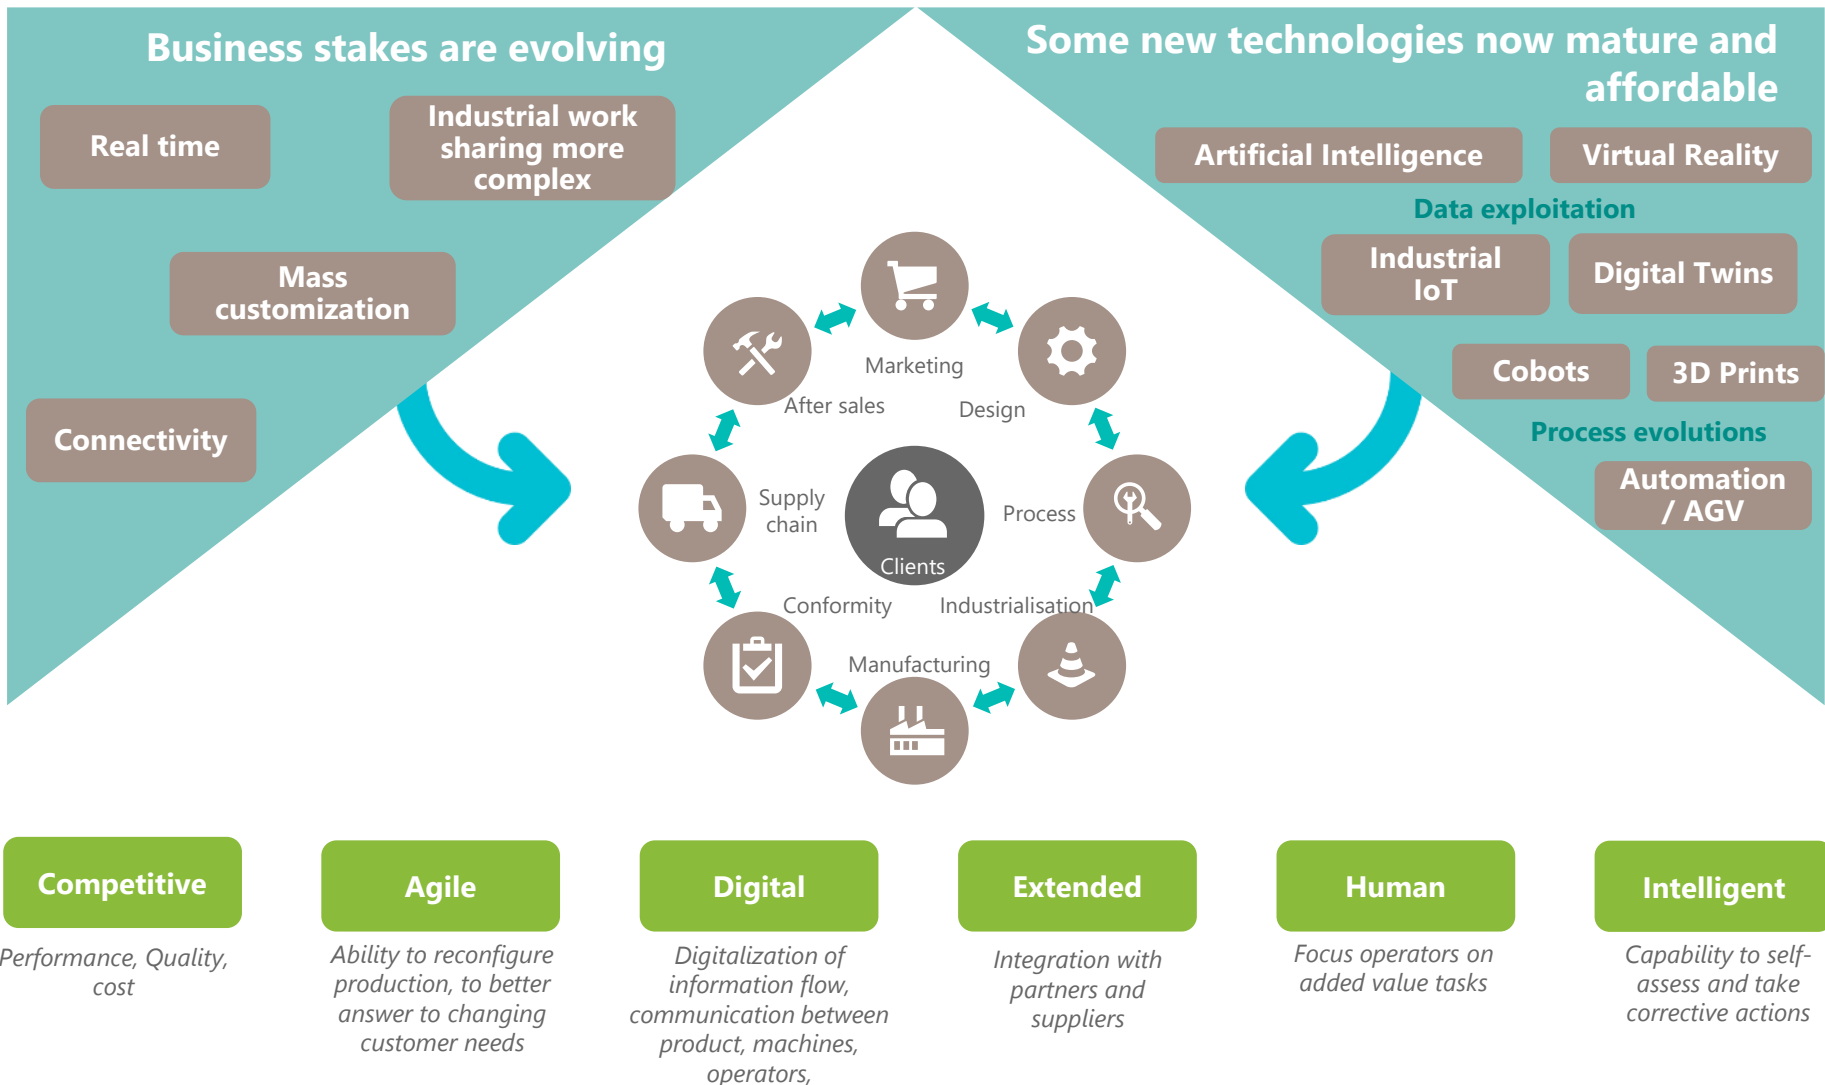 Business stakes are evolving
Real time
Industrial work
sharing more
complex
Mass
customization
Connectivity
Some new technologies now mature and
affordable
Artificial Intelligence
Virtual Reality
Data exploitation
Industrial
IoT
Digital Twins
Cobots
3D Prints
Process evolutions
Automation
/ AGV
Marketing
After sales
Design
Supply
chain
Process
Clients
Conformity
Industrialisation
Manufacturing
Competitive
Performance, Quality,
cost
Agile
Ability to reconfigure
production, to better
answer to changing
customer needs
Digital
Digitalization of
information flow,
communication between
product, machines,
operators,
Extended
Integration with
partners and
suppliers
Human
Focus operators on
added value tasks
Intelligent
Capability to self-
assess and take
corrective actions